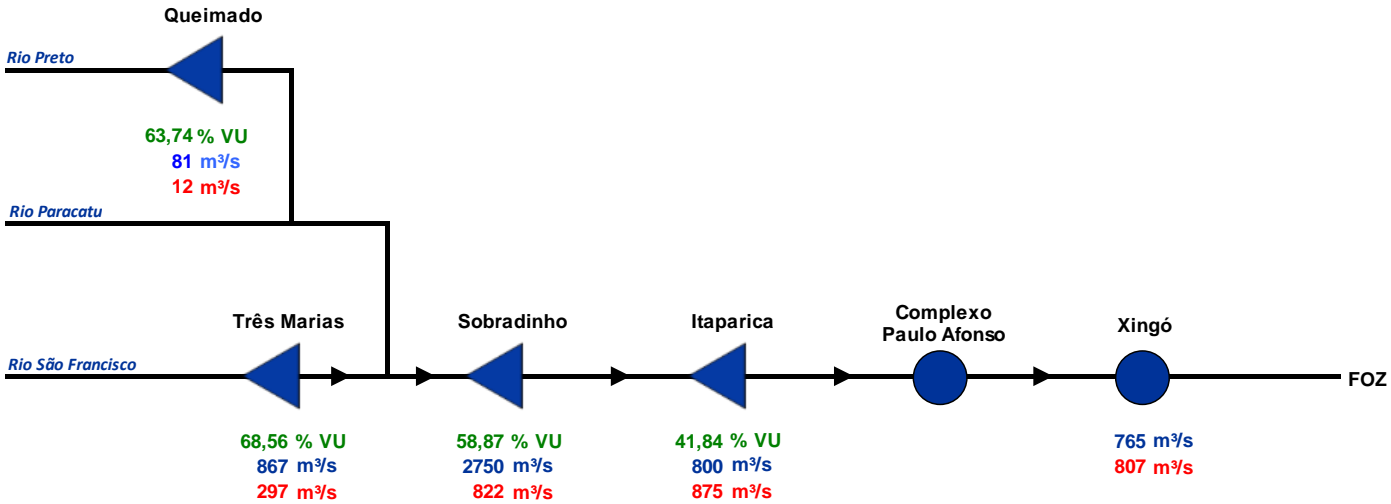 Queimado
Rio Preto
63,74 % VU
81 m³/s
12 m³/s
Rio Paracatu
Três Marias
Sobradinho
Itaparica
Complexo
Paulo Afonso
Xingó
Rio São Francisco
FOZ
68,56 % VU
867 m³/s
297 m³/s
58,87 % VU
2750 m³/s
822 m³/s
41,84 % VU
800 m³/s
875 m³/s
765 m³/s
807 m³/s